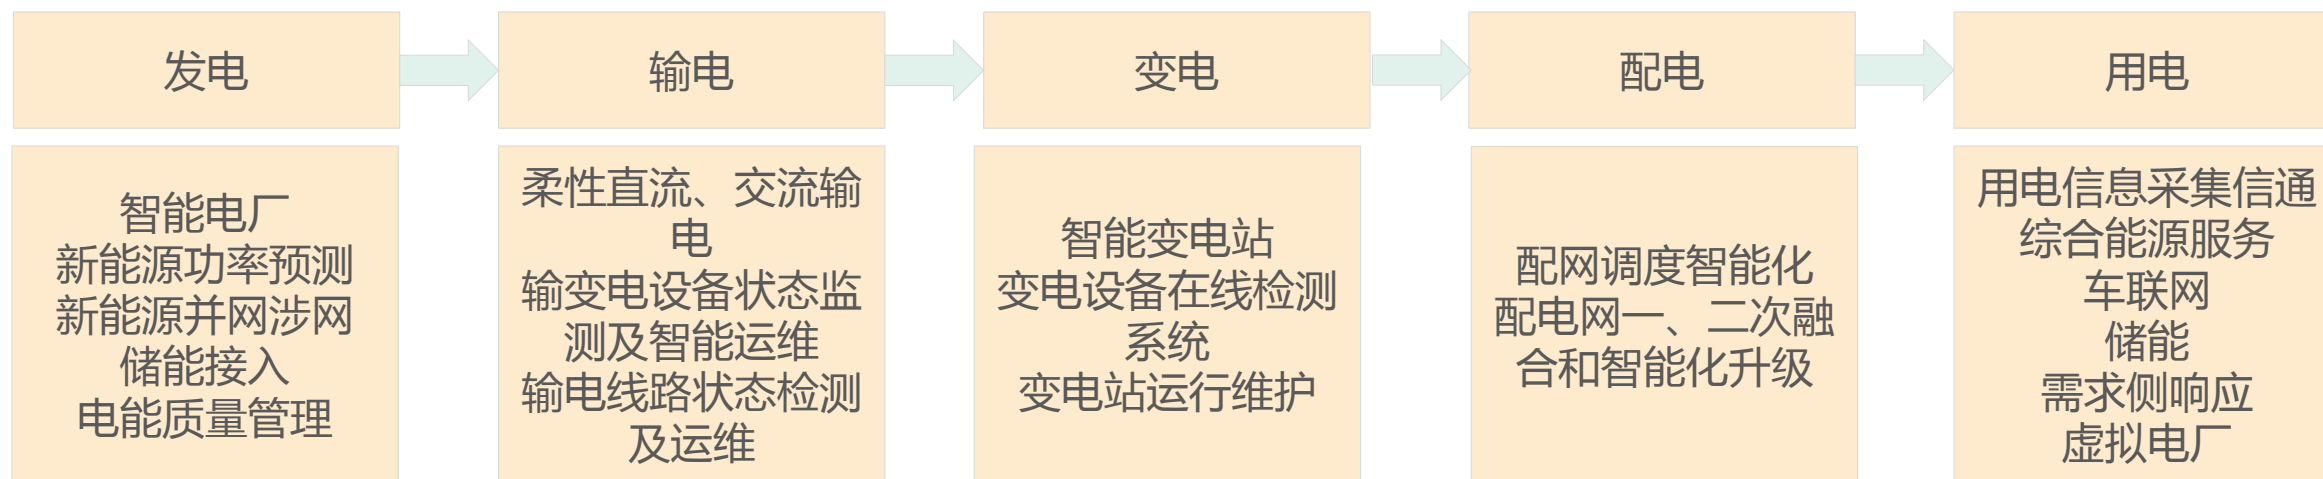 发电
输电
变电
配电
用电
智能电厂
新能源功率预测
新能源并网涉网
储能接入
电能质量管理
柔性直流、交流输
电
输变电设备状态监
测及智能运维
输电线路状态检测
及运维
智能变电站
变电设备在线检测
系统
变电站运行维护
配网调度智能化
配电网一、二次融
合和智能化升级
用电信息采集信通
综合能源服务
车联网
储能
需求侧响应
虚拟电厂